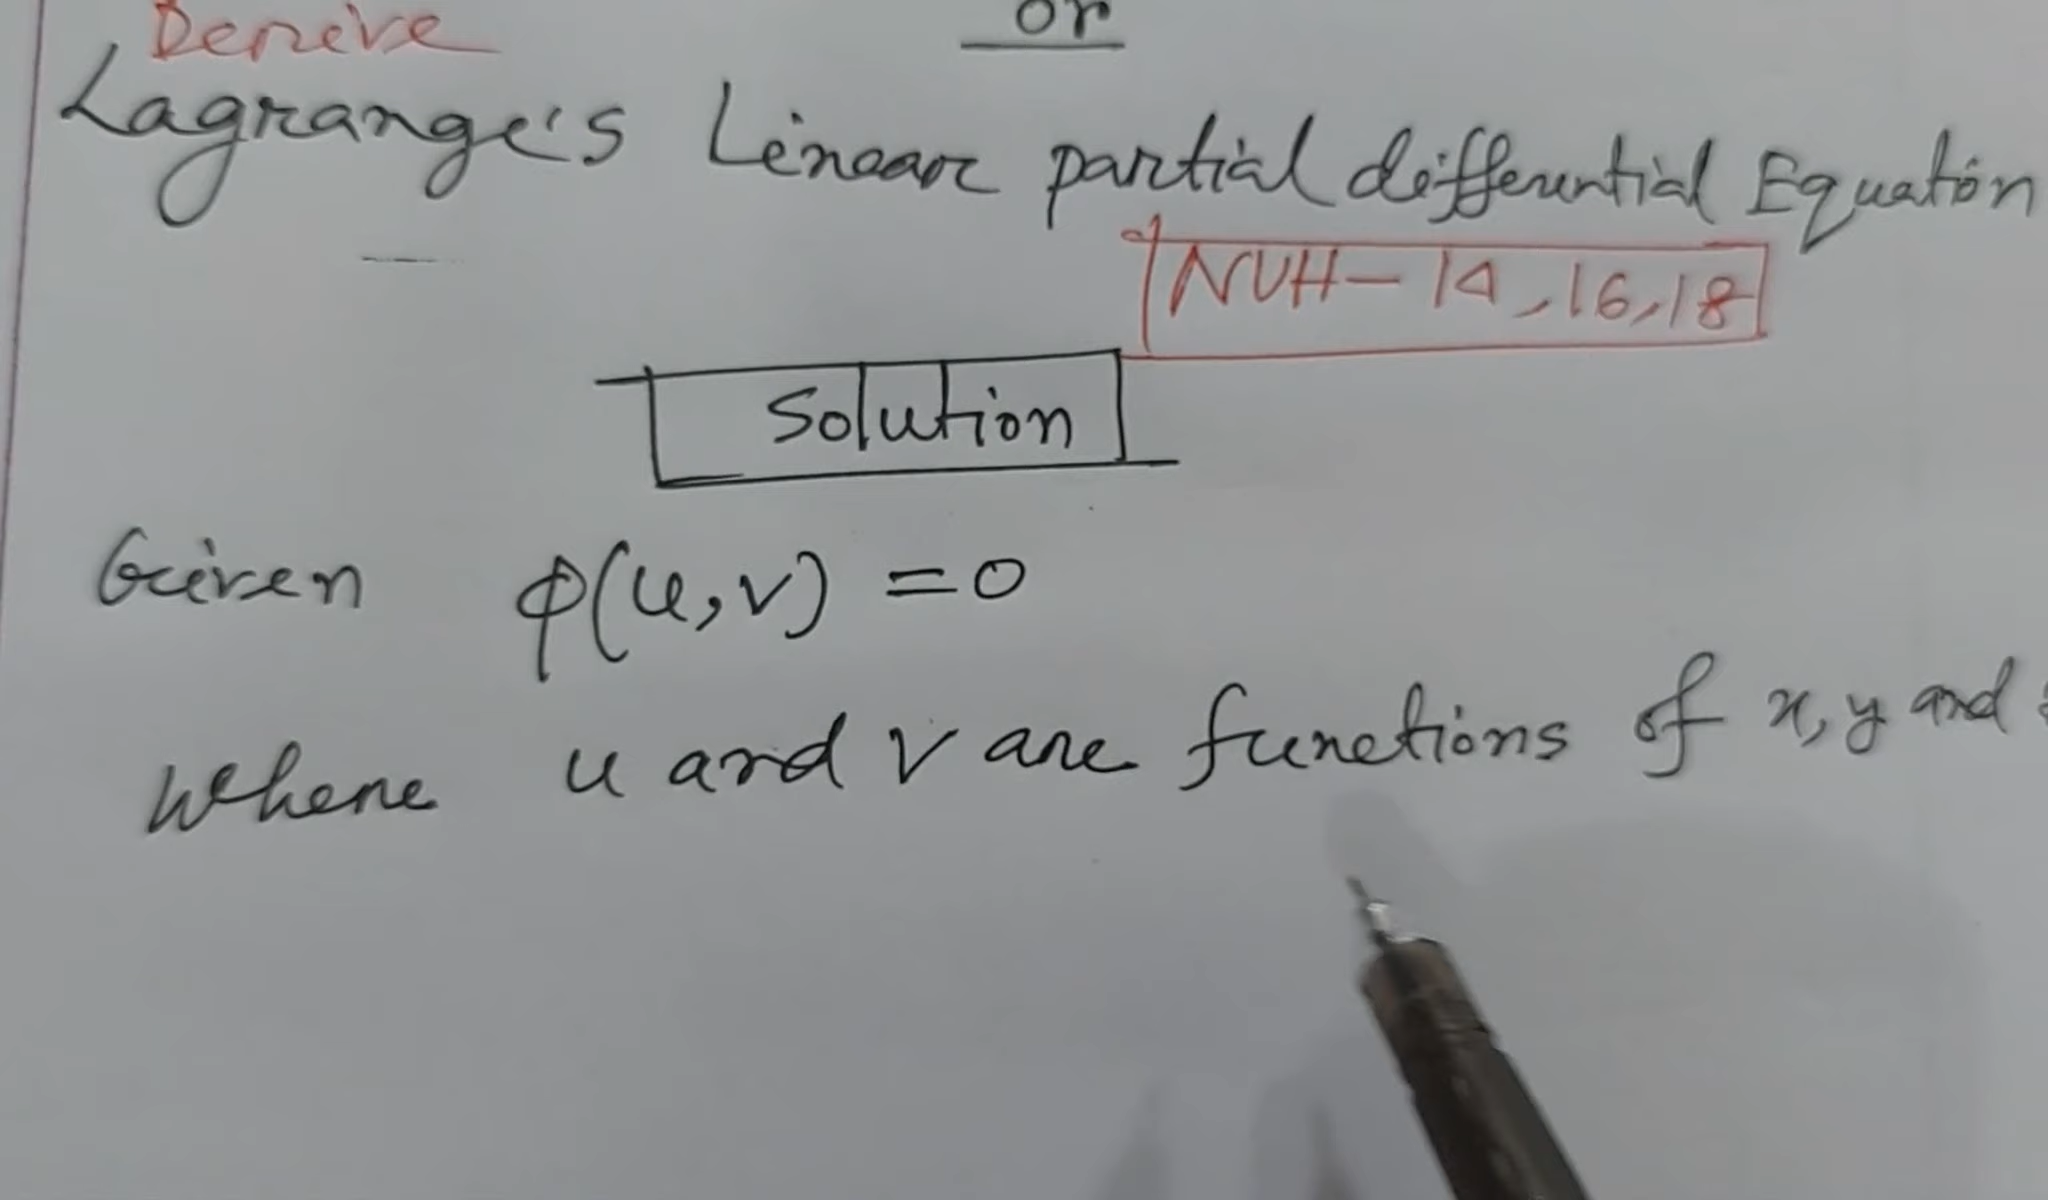 Derive
or
Lagrange's Linear partial differential Equation
NUH-14,16,18
Solution
Given φ(u,v)=0
Where u and v are functions of x, y and